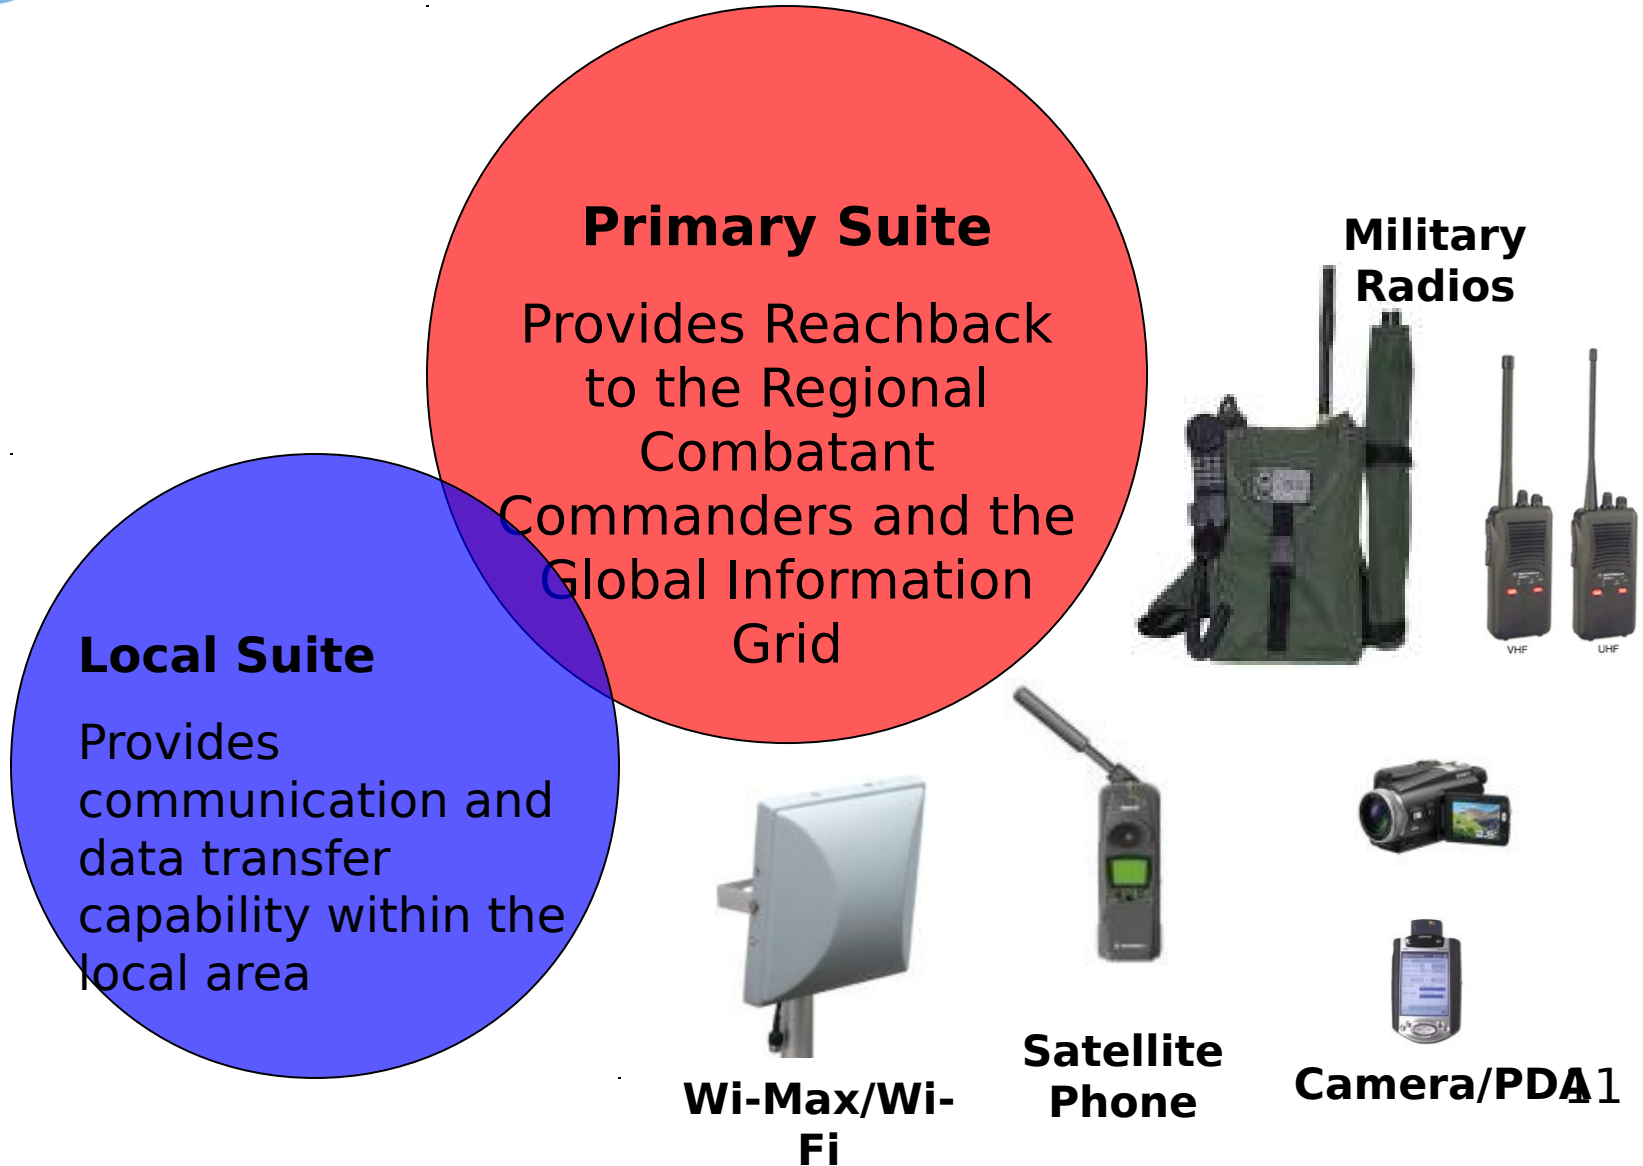 Primary Suite
Provides Reachback
to the Regional
Combatant
Commanders and the
Global Information
Grid
Local Suite
Provides
communication and
data transfer
capability within the
local area
Military
Radios
VHF
UHF
Wi-Max/Wi-
Fi
Satellite
Phone
Camera/PDA
11